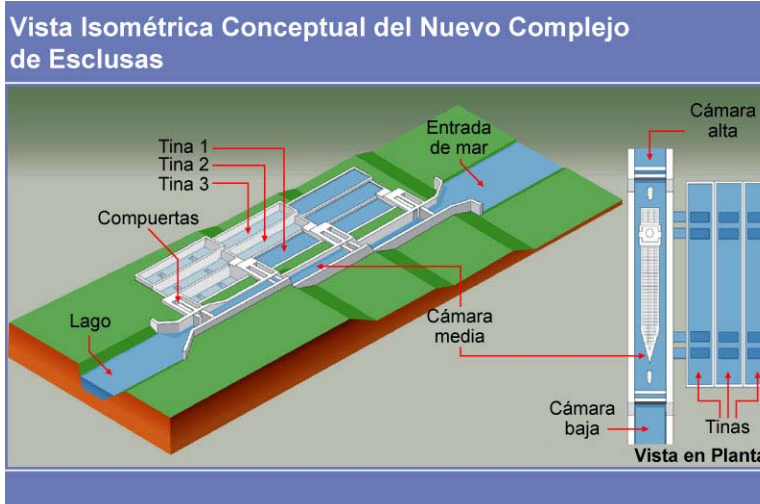 Vista Isométrica Conceptual del Nuevo Complejo
de Esclusas
Tina 1
Tina 2
Tina 3
Compuertas
Lago
Entrada
de mar
Cámara
media
Cámara
alta
Cámara
baja
Tinas
Vista en Planta